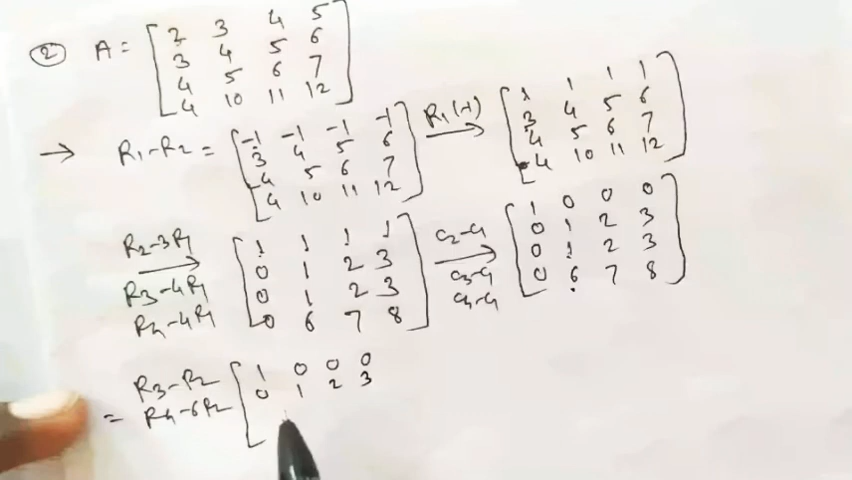 ② A = [ 2 3 4 5
3 4 5 6
4 5 6 7
4 10 11 12 ]
→ R1-R2 = [ -1 -1 -1 -1 R1(-1) [ 1 1 1 1
3 4 5 6 → 3 4 5 6
4 5 6 7 4 5 6 7
4 10 11 12 ] 4 10 11 12 ]
R2-3R1 [ 1 1 1 1 C2-C1 [ 1 0 0 0
→ 0 1 2 3 → 0 1 2 3
R3-4R1 0 1 2 3 C3-C1 0 1 2 3
R4-4R1 0 6 7 8 ] C4-C1 0 6 7 8 ]
R3-R2 [ 1 0 0 0
= R4-6R2 0 1 2 3